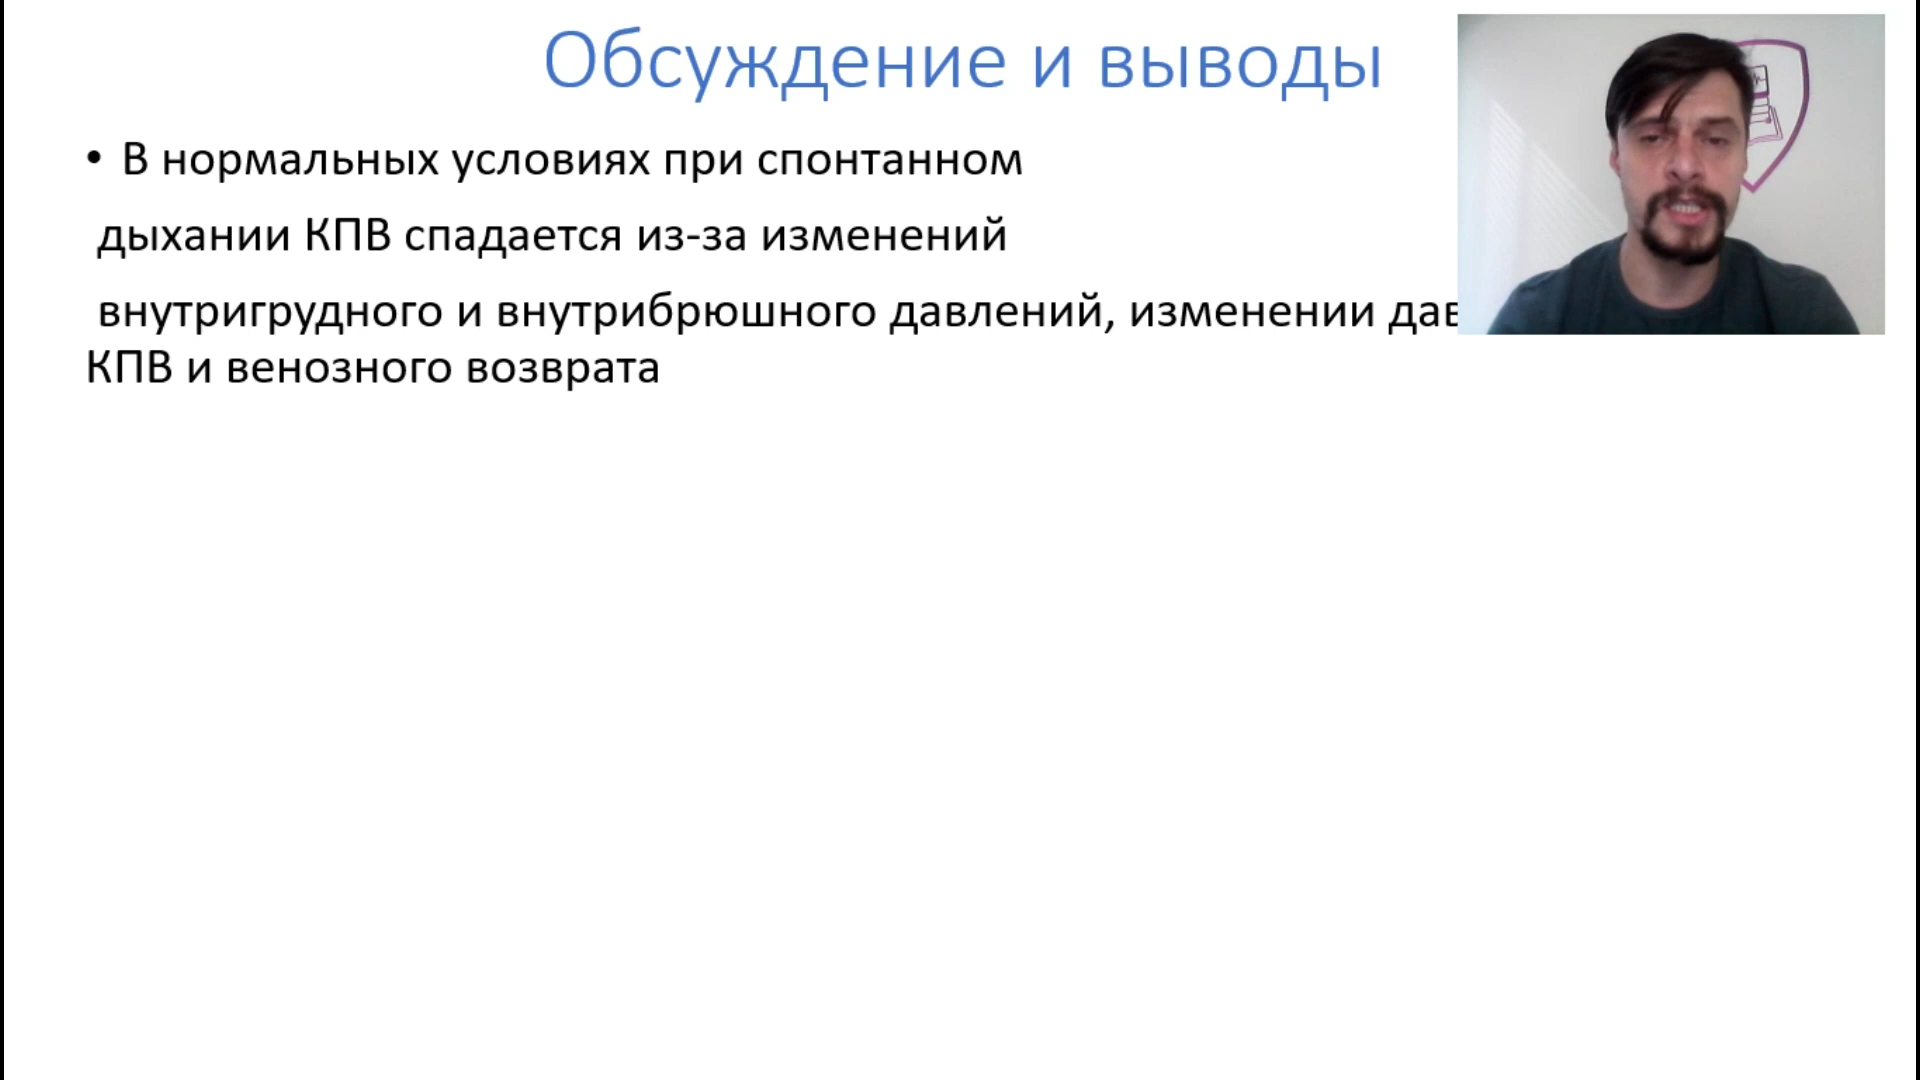 Обсуждение и выводы
• В нормальных условиях при спонтанном
дыхании КПВ спадается из-за изменений
внутригрудного и внутрибрюшного давлений, изменении дав
КПВ и венозного возврата